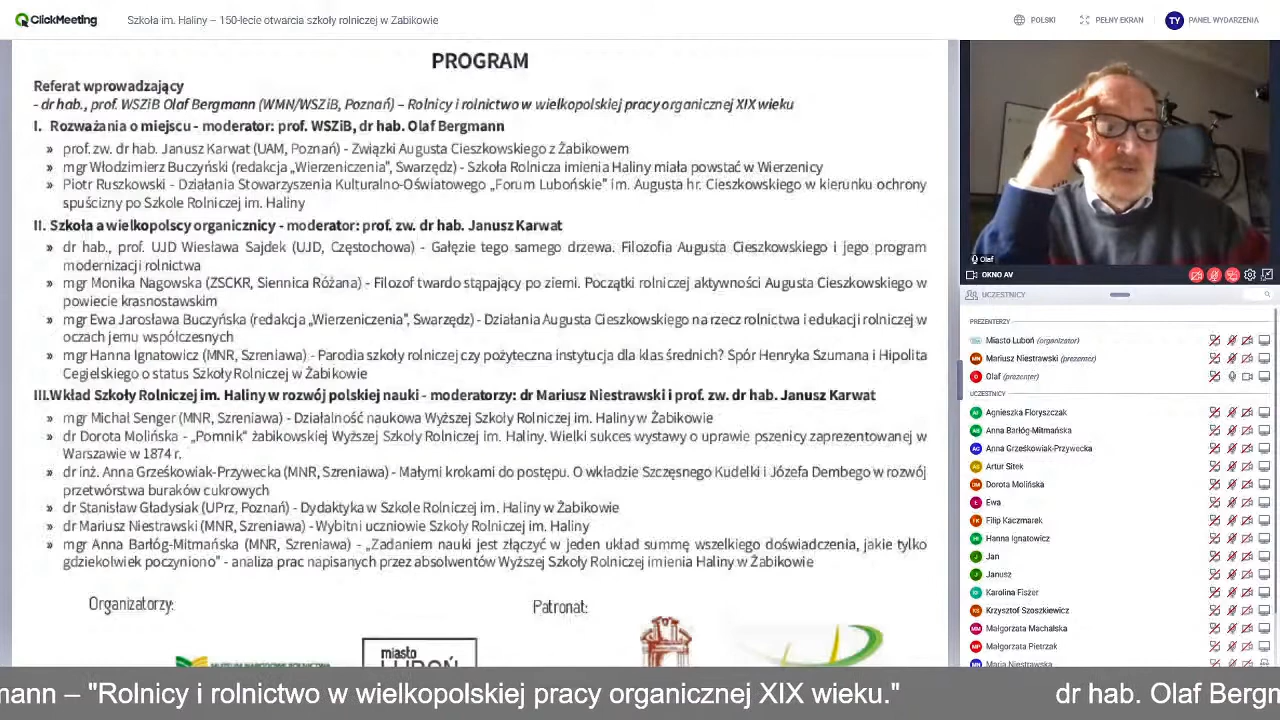 ClickMeeting
Szkoła im. Haliny – 150-lecie otwarcia szkoły rolniczej w Żabikowie
POLSKI
PEŁNY EKRAN
TY
PANEL WYDARZENIA
PROGRAM
Referat wprowadzający
- dr hab., prof. WSZiB Olaf Bergmann (WMN/WSZiB, Poznań) – Rolnicy i rolnictwo w wielkopolskiej pracy organicznej XIX wieku
I. Rozważania o miejscu - moderator: prof. WSZiB, dr hab. Olaf Bergmann
» prof. zw. dr hab. Janusz Karwat (UAM, Poznań) - Związki Augusta Cieszkowskiego z Żabikowem
» mgr Włodzimierz Buczyński (redakcja „Wierzeniczenia”, Swarzędz) - Szkoła Rolnicza imienia Haliny miała powstać w Wierzenicy
» Piotr Ruszkowski - Działania Stowarzyszenia Kulturalno-Oświatowego „Forum Lubońskie” im. Augusta hr. Cieszkowskiego w kierunku ochrony
spuścizny po Szkole Rolniczej im. Haliny
II. Szkoła a wielkopolscy organicznicy - moderator: prof. zw. dr hab. Janusz Karwat
» dr hab., prof. UJD Wiesława Sajdek (UJD, Częstochowa) - Gałęzie tego samego drzewa. Filozofia Augusta Cieszkowskiego i jego program
modernizacji rolnictwa
» mgr Monika Nagowska (ZSCKR, Siennica Różana) - Filozof twardo stąpający po ziemi. Początki rolniczej aktywności Augusta Cieszkowskiego w
powiecie krasnostawskim
» mgr Ewa Jarosława Buczyńska (redakcja „Wierzeniczenia”, Swarzędz) - Działania Augusta Cieszkowskiego na rzecz rolnictwa i edukacji rolniczej w
oczach jemu współczesnych
» mgr Hanna Ignatowicz (MNR, Szreniawa) - Parodia szkoły rolniczej czy pożyteczna instytucja dla klas średnich? Spór Henryka Szumana i Hipolita
Cegielskiego o status Szkoły Rolniczej w Żabikowie
III.Wkład Szkoły Rolniczej im. Haliny w rozwój polskiej nauki - moderatorzy: dr Mariusz Niestrawski i prof. zw. dr hab. Janusz Karwat
» mgr Michał Senger (MNR, Szreniawa) - Działalność naukowa Wyższej Szkoły Rolniczej im. Haliny w Żabikowie
» dr Dorota Molińska - „Pomnik” żabikowskiej Wyższej Szkoły Rolniczej im. Haliny. Wielki sukces wystawy o uprawie pszenicy zaprezentowanej w
Warszawie w 1874 r.
» dr inż. Anna Grześkowiak-Przywecka (MNR, Szreniawa) - Małymi krokami do postępu. O wkładzie Szczęsnego Kudelki i Józefa Dembego w rozwój
przetwórstwa buraków cukrowych
» dr Stanisław Gładysiak (UPrz, Poznań) - Dydaktyka w Szkole Rolniczej im. Haliny w Żabikowie
» dr Mariusz Niestrawski (MNR, Szreniawa) - Wybitni uczniowie Szkoły Rolniczej im. Haliny
» mgr Anna Barłóg-Mitmańska (MNR, Szreniawa) - „Zadaniem nauki jest złączyć w jeden układ summę wszelkiego doświadczenia, jakie tylko
gdziekolwiek poczyniono” - analiza prac napisanych przez absolwentów Wyższej Szkoły Rolniczej imienia Haliny w Żabikowie
Organizatorzy:
Patronat:
miasto
LUBOŃ
Olaf
OKNO AV
UCZESTNICY
PREZENTERZY
Miasto Luboń (organizator)
MN Mariusz Niestrawski (prezenter)
O Olaf (prezenter)
UCZESTNICY
AF Agnieszka Floryszczak
AB Anna Barłóg-Mitmańska
AG Anna Grześkowiak-Przywecka
AS Artur Sitek
DM Dorota Molińska
E Ewa
FK Filip Kaczmarek
HI Hanna Ignatowicz
J Jan
J Janusz
KF Karolina Fiszer
KS Krzysztof Szoszkiewicz
MM Małgorzata Machalska
MP Małgorzata Pietrzak
MN Maria Niestrawska
mann – "Rolnicy i rolnictwo w wielkopolskiej pracy organicznej XIX wieku."
dr hab. Olaf Bergm